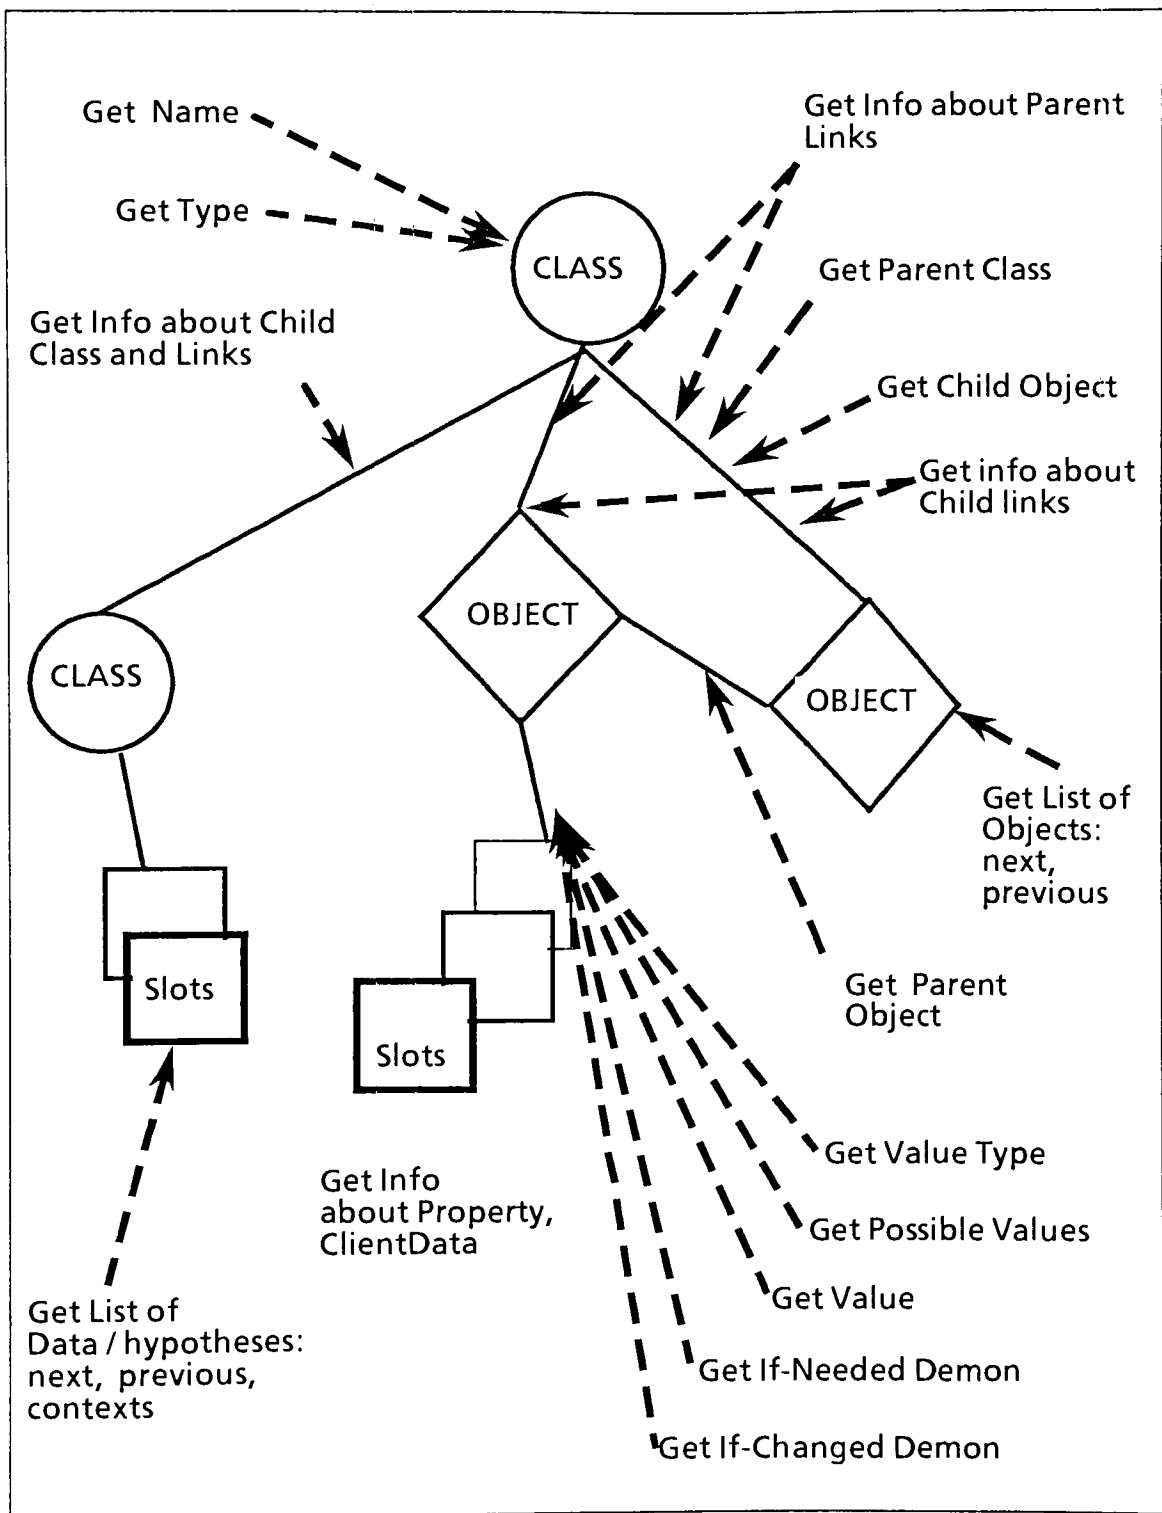 Get Name
Get Info about Parent
Links
Get Type
CLASS
Get Parent Class
Get Info about Child
Class and Links
Get Child Object
Get info about
Child links
OBJECT
CLASS
OBJECT
Get List of
Objects:
next,
previous
Slots
Get Parent
Object
Slots
Get Value Type
Get Info
about Property,
ClientData
Get Possible Values
Get Value
Get List of
Data / hypotheses:
next, previous,
contexts
Get If-Needed Demon
Get If-Changed Demon